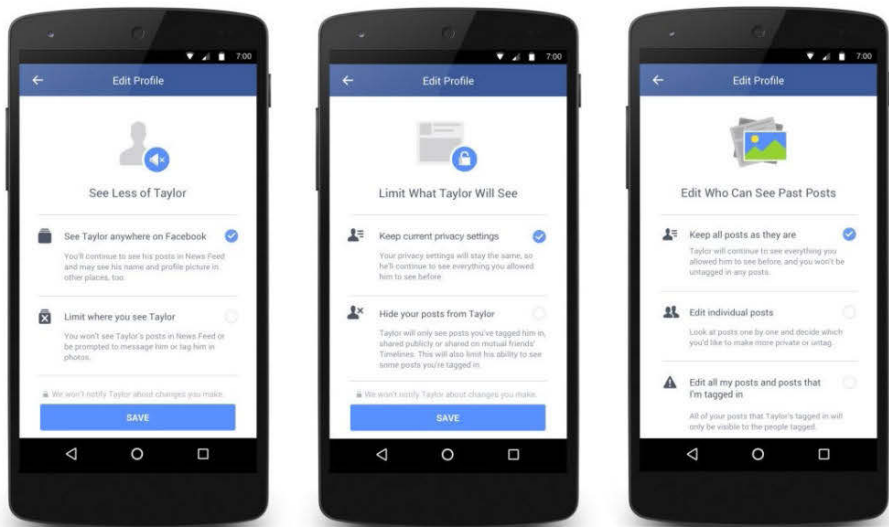 7:00
Edit Profile
See Less of Taylor
See Taylor anywhere on Facebook
You'll continue to see his posts in News Feed
and may see his name and profile picture in
other places, too.
Limit where you see Taylor
You won't see Taylor's posts in News Feed or
be prompted to message him or tag him in
photos.
We won't notify Taylor about changes you make.
SAVE
7:00
Edit Profile
Limit What Taylor Will See
Keep current privacy settings
Your privacy settings will stay the same, so
he'll continue to see everything you allowed
him to see before
Hide your posts from Taylor
Taylor will only see posts you've tagged him in,
shared publicly or shared on mutual friends'
Timelines. This will also limit his ability to see
some posts you're tagged in.
We won't notify Taylor about changes you make.
SAVE
7:00
Edit Profile
Edit Who Can See Past Posts
Keep all posts as they are
Taylor will continue to see everything you
allowed him to see before, and you won't be
untagged in any posts.
Edit individual posts
Look at posts one by one and decide which
you'd like to make more private or untag.
Edit all my posts and posts that
I'm tagged in
All of your posts that Taylor's tagged in will
only be visible to the people tagged.